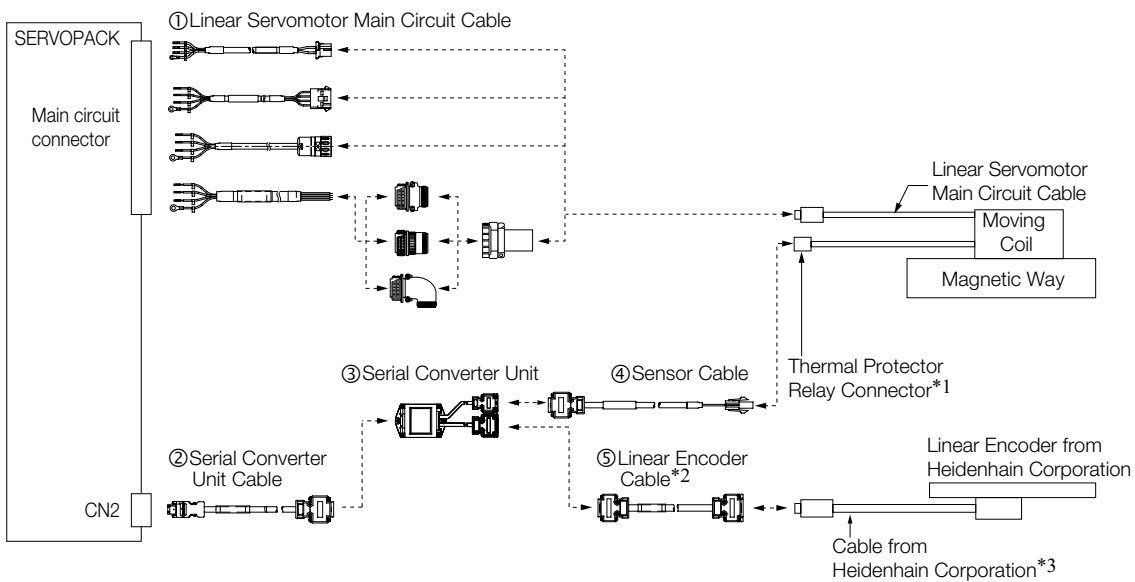 ①Linear Servomotor Main Circuit Cable
SERVOPACK
Main circuit
connector
Linear Servomotor
Main Circuit Cable
Moving
Coil
Magnetic Way
Thermal Protector
Relay Connector*1
③Serial Converter Unit
④Sensor Cable
②Serial Converter
Unit Cable
⑤Linear Encoder
Cable*2
Linear Encoder from
Heidenhain Corporation
CN2
Cable from
Heidenhain Corporation*3